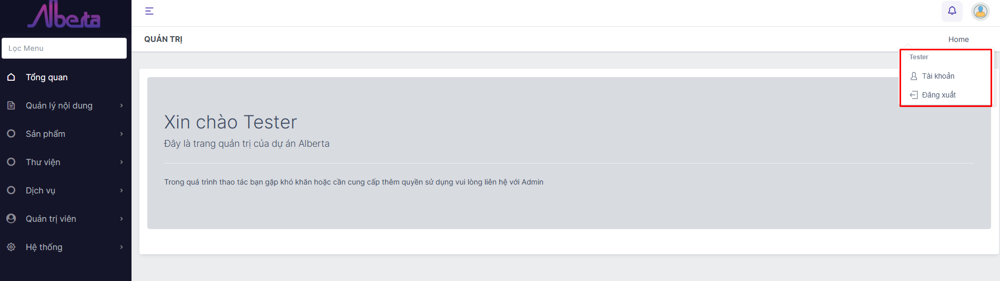 Alberta
Lọc Menu
Tổng quan
Quản lý nội dung
Sản phẩm
Thư viện
Dịch vụ
Quản trị viên
Hệ thống
QUẢN TRỊ
Home
Tester
Tài khoản
Đăng xuất
Xin chào Tester
Đây là trang quản trị của dự án Alberta
Trong quá trình thao tác bạn gặp khó khăn hoặc cần cung cấp thêm quyền sử dụng vui lòng liên hệ với Admin